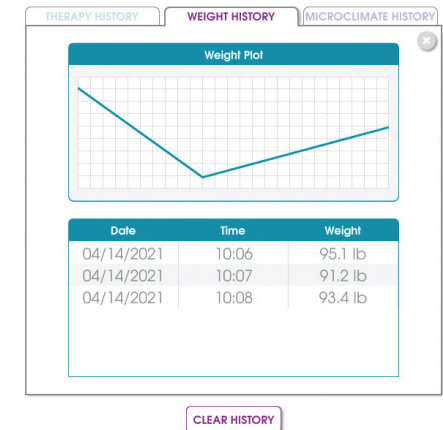 THERAPY HISTORY WEIGHT HISTORY MICROCLIMATE HISTORY
Weight Plot
Date Time Weight
04/14/2021 10:06 95.1 lb
04/14/2021 10:07 91.2 lb
04/14/2021 10:08 93.4 lb
CLEAR HISTORY